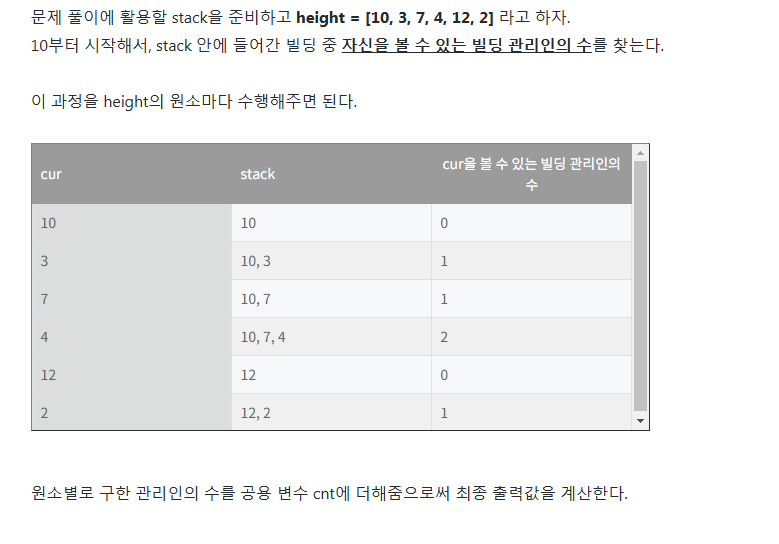 문제 풀이에 활용할 stack을 준비하고 height = [10, 3, 7, 4, 12, 2] 라고 하자.
10부터 시작해서, stack 안에 들어간 빌딩 중 자신을 볼 수 있는 빌딩 관리인의 수를 찾는다.
이 과정을 height의 원소마다 수행해주면 된다.
cur stack cur을 볼 수 있는 빌딩 관리인의
수
10 10 0
3 10, 3 1
7 10, 7 1
4 10, 7, 4 2
12 12 0
2 12, 2 1
원소별로 구한 관리인의 수를 공용 변수 cnt에 더해줌으로써 최종 출력값을 계산한다.